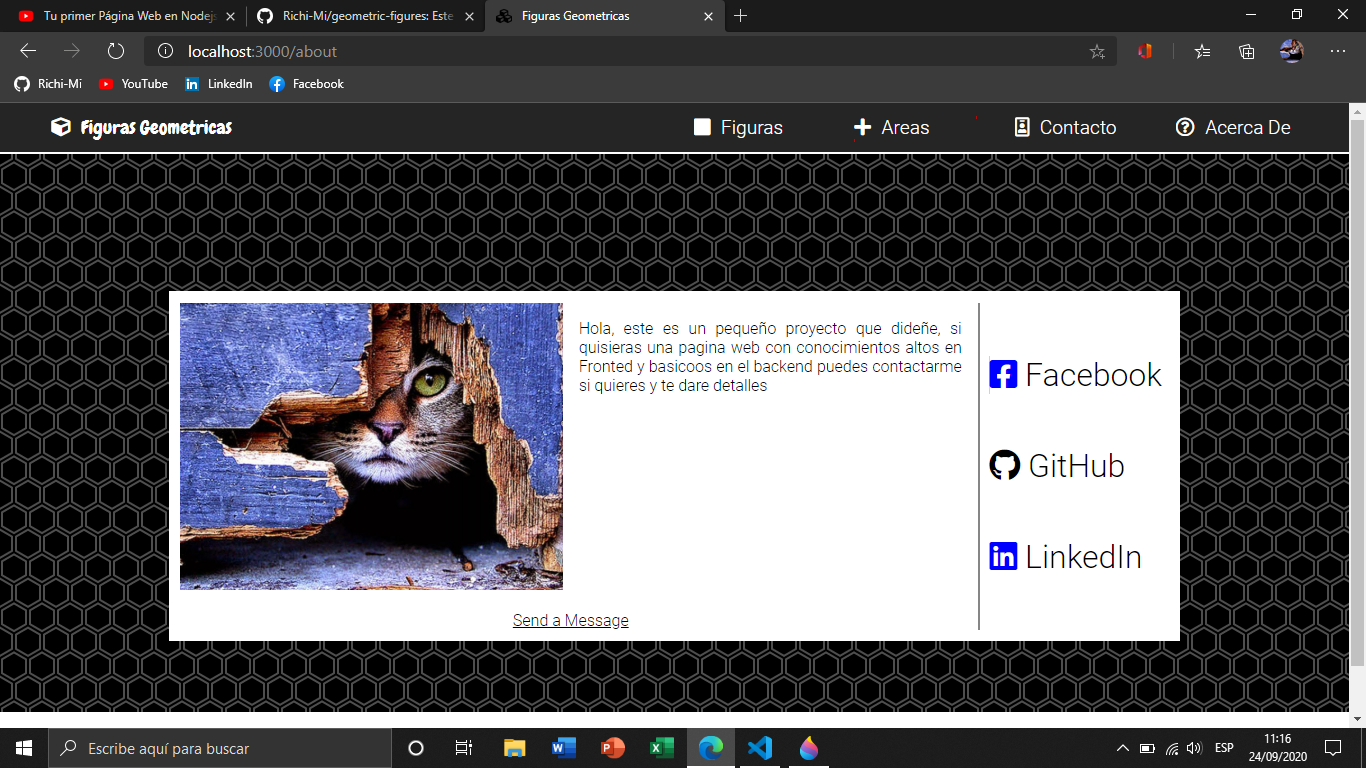 Tu primer Página Web en Nodejs
Richi-Mi/geometric-figures: Este
Figuras Geometricas
localhost:3000/about
Richi-Mi
YouTube
LinkedIn
Facebook
Figuras Geometricas
Figuras
Areas
Contacto
Acerca De
Hola, este es un pequeño proyecto que dideñe, si
quisieras una pagina web con conocimientos altos en
Fronted y basicoos en el backend puedes contactarme
si quieres y te dare detalles
Send a Message
Facebook
GitHub
LinkedIn
Escribe aquí para buscar
ESP
11:16
24/09/2020